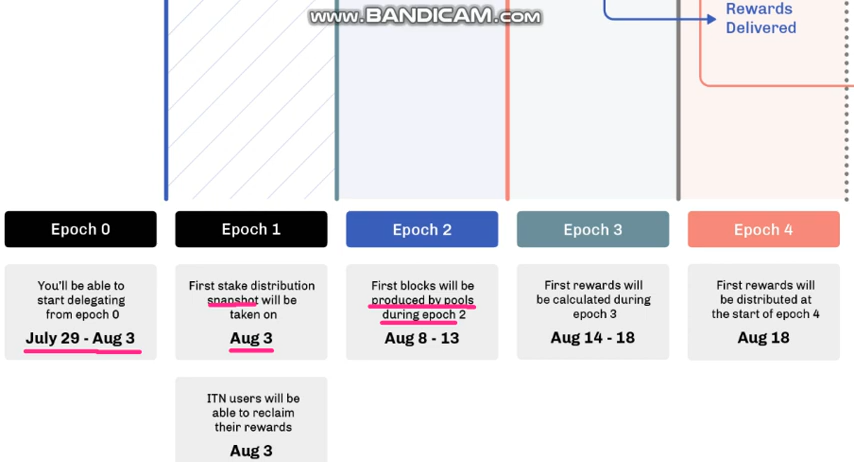 www.BANDICAM.com
Rewards
Delivered
Epoch 0
Epoch 1
Epoch 2
Epoch 3
Epoch 4
You'll be able to
start delegating
from epoch 0
July 29 - Aug 3
First stake distribution
snapshot will be
taken on
Aug 3
First blocks will be
produced by pools
during epoch 2
Aug 8 - 13
First rewards will
be calculated during
epoch 3
Aug 14 - 18
First rewards will
be distributed at
the start of epoch 4
Aug 18
ITN users will be
able to reclaim
their rewards
Aug 3